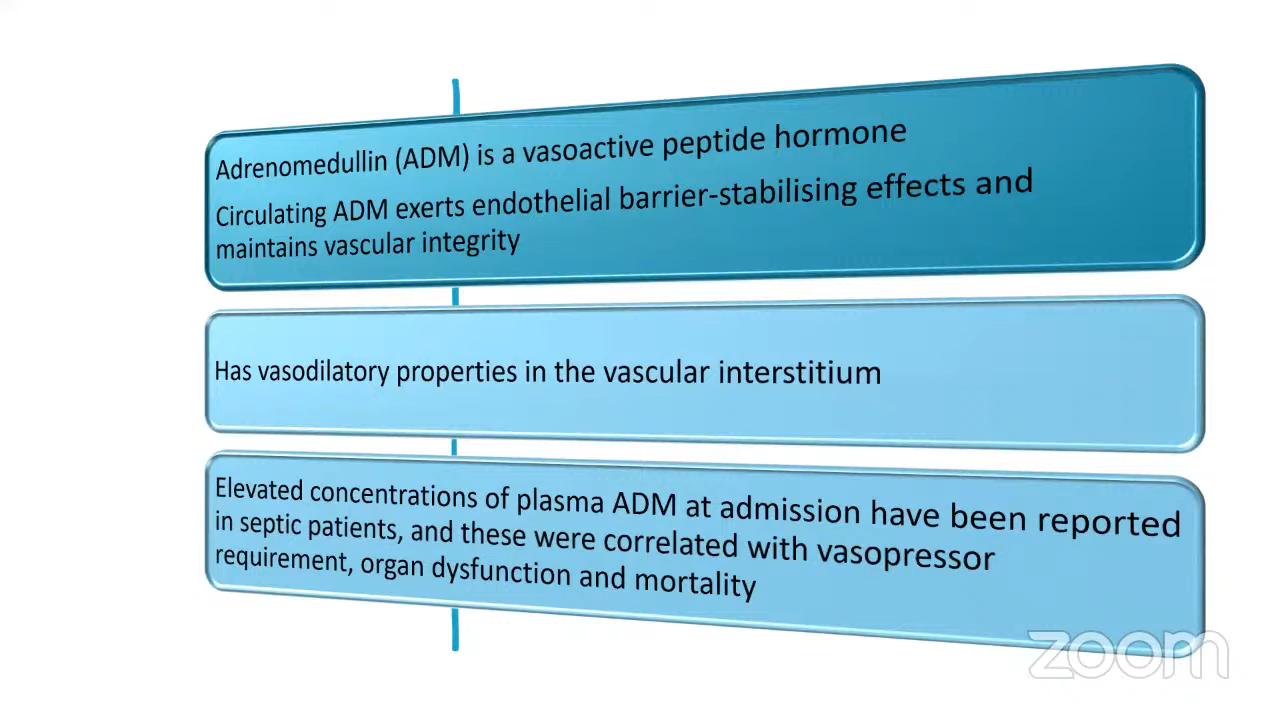 Adrenomedullin (ADM) is a vasoactive peptide hormone
Circulating ADM exerts endothelial barrier-stabilising effects and
maintains vascular integrity
Has vasodilatory properties in the vascular interstitium
Elevated concentrations of plasma ADM at admission have been reported
in septic patients, and these were correlated with vasopressor
requirement, organ dysfunction and mortality
zoom